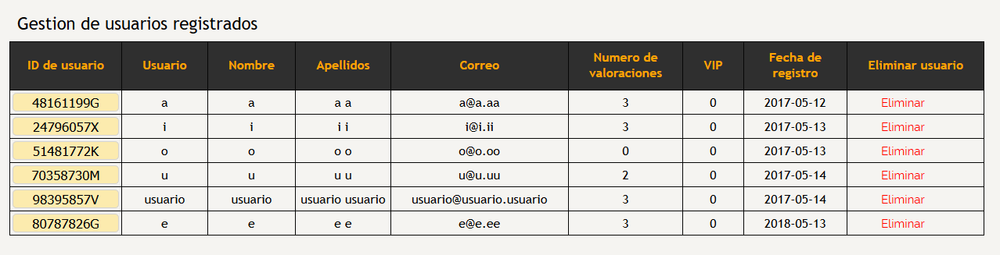 Gestion de usuarios registrados
ID de usuario Usuario Nombre Apellidos Correo Numero de valoraciones VIP Fecha de registro Eliminar usuario
48161199G a a a a a@a.aa 3 0 2017-05-12 Eliminar
24796057X i i i i i@i.ii 3 0 2017-05-13 Eliminar
51481772K o o o o o@o.oo 0 0 2017-05-13 Eliminar
70358730M u u u u u@u.uu 2 0 2017-05-14 Eliminar
98395857V usuario usuario usuario usuario usuario@usuario.usuario 3 0 2017-05-14 Eliminar
80787826G e e e e e@e.ee 3 0 2018-05-13 Eliminar